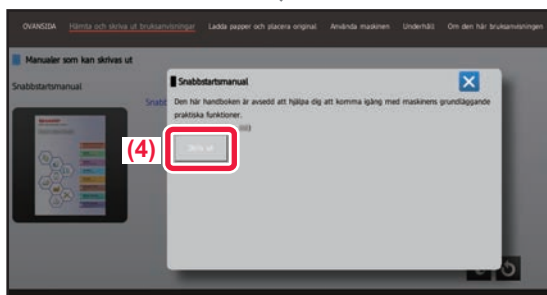 OVANSIDA Hämta och skriva ut bruksanvisningar Ladda papper och placera original Använda maskinen Underhåll Om den här bruksanvisningen
Manualer som kan skrivas ut
Snabbstartsmanual
Snabbstartsmanual
Snabbst
Den här handboken är avsedd att hjälpa dig att komma igång med maskinens grundläggande
praktiska funktioner.
(4)
Skriv ut